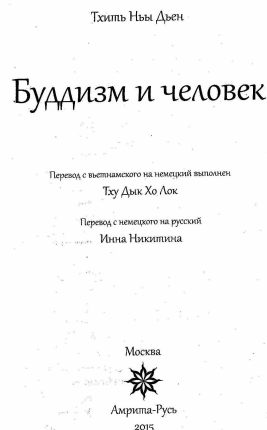 Тхить Ньы Дьен
Буддизм и человек
Перевод с вьетнамского на немецкий выполнен
Тху Дык Хо Лок
Перевод с немецкого на русский
Инна Никитина
Москва
Амрита-Русь
2015